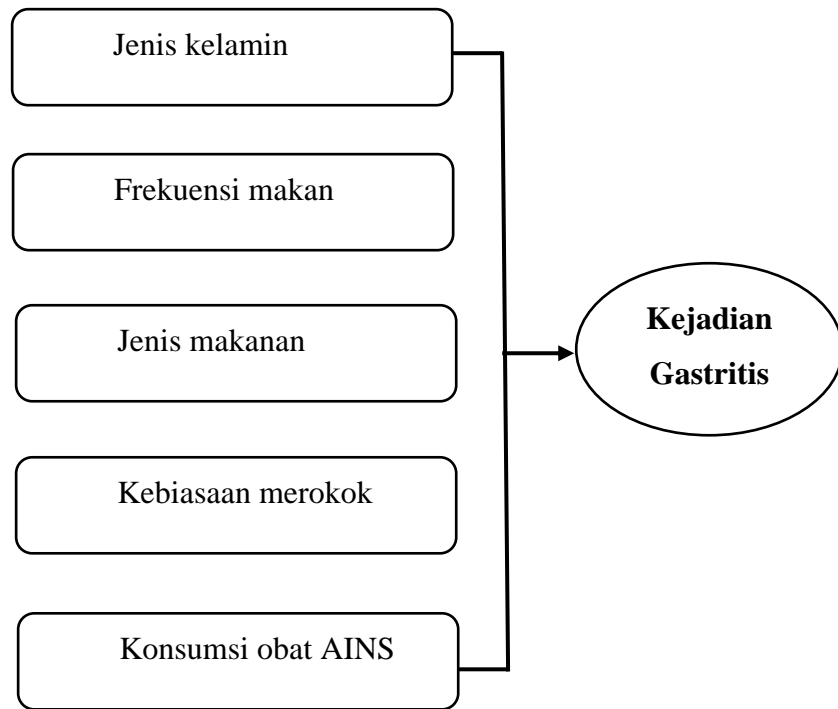 Jenis kelamin
Frekuensi makan
Jenis makanan
Kebiasaan merokok
Konsumsi obat AINS
Kejadian
Gastritis